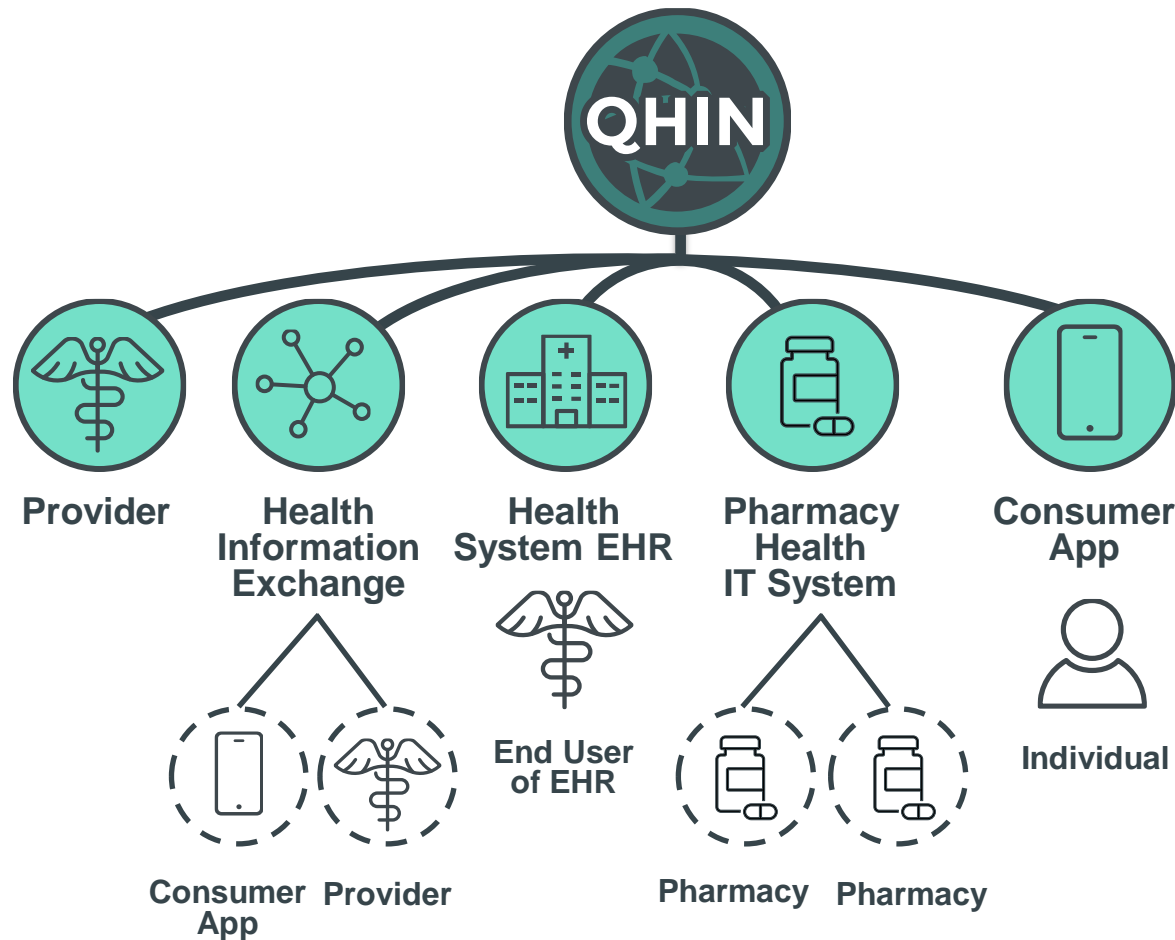 QHIN
Provider
Health
Information
Exchange
Health
System EHR
Pharmacy
Health
IT System
Consumer
App
Consumer
App
Provider
End User
of EHR
Pharmacy
Pharmacy
Individual